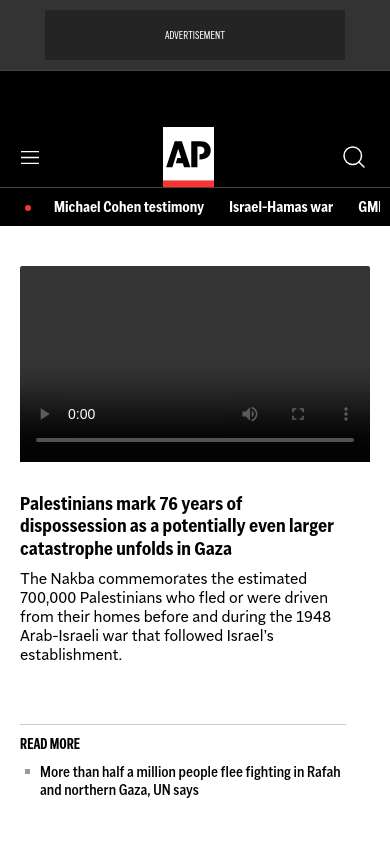 ADVERTISEMENT
AP
Michael Cohen testimony Israel-Hamas war
0:00
Palestinians mark 76 years of
dispossession as a potentially even larger
catastrophe unfolds in Gaza
The Nakba commemorates the estimated
700,000 Palestinians who fled or were driven
from their homes before and during the 1948
Arab-Israeli war that followed Israel's
establishment.
READ MORE
More than half a million people flee fighting in Rafah
and northern Gaza, UN says